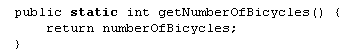 public static int getNumberOfBicycles() {
    return numberOfBicycles;
}